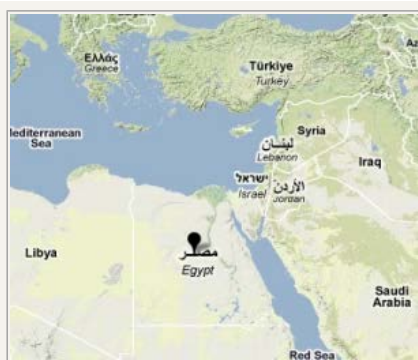 Ελλάς
Greece
Türkiye
Turkey
Mediterranean
Sea
Syria
لبنان
Lebanon
Iraq
ישראל
Israel
الأردن
Jordan
Libya
مصر
Egypt
Saudi
Arabia
Red Sea